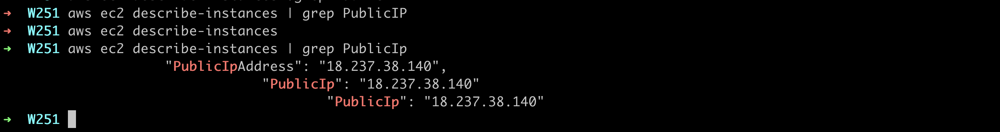 → W251 aws ec2 describe-instances | grep PublicIP
→ W251 aws ec2 describe-instances
→ W251 aws ec2 describe-instances | grep PublicIp
"PublicIpAddress": "18.237.38.140",
"PublicIp": "18.237.38.140"
"PublicIp": "18.237.38.140"
→ W251